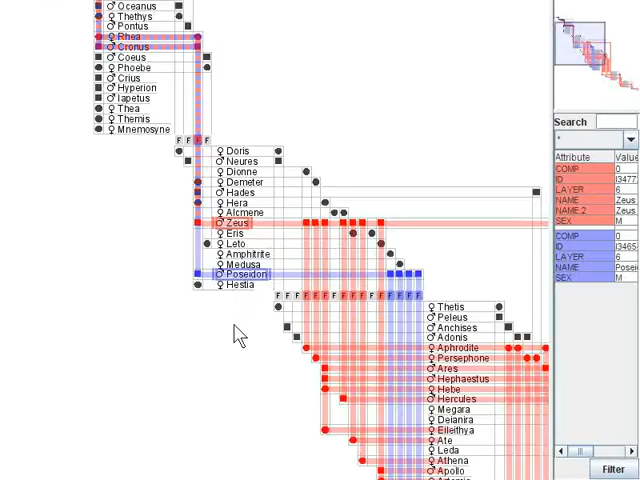 ♂ Oceanus
♀ Thethys
♂ Pontus
♀ Rhea
♂ Cronus
♂ Coeus
♀ Phoebe
♂ Crius
♂ Hyperion
♂ Iapetus
♀ Thea
♀ Themis
♀ Mnemosyne
F F F F
♀ Doris
♂ Neures
♀ Dionne
♀ Demeter
♂ Hades
♀ Hera
♀ Alcmene
♂ Zeus
♀ Eris
♀ Leto
♀ Amphitrite
♀ Medusa
♂ Poseidon
♀ Hestia
F F F F F F F F F F F F F F F F
♀ Thetis
♂ Peleus
♂ Anchises
♂ Adonis
♀ Aphrodite
♀ Persephone
♂ Ares
♂ Hephaestus
♀ Hebe
♂ Hercules
♀ Megara
♀ Deianira
♀ Eileithya
♀ Ate
♀ Leda
♀ Athena
♂ Apollo
Search
*
Attribute Value
COMP 0
ID I3477
LAYER 6
NAME Zeus
NAME 2 Zeus
SEX M
COMP 0
ID I3465
LAYER 6
NAME Posei
SEX M
Filter